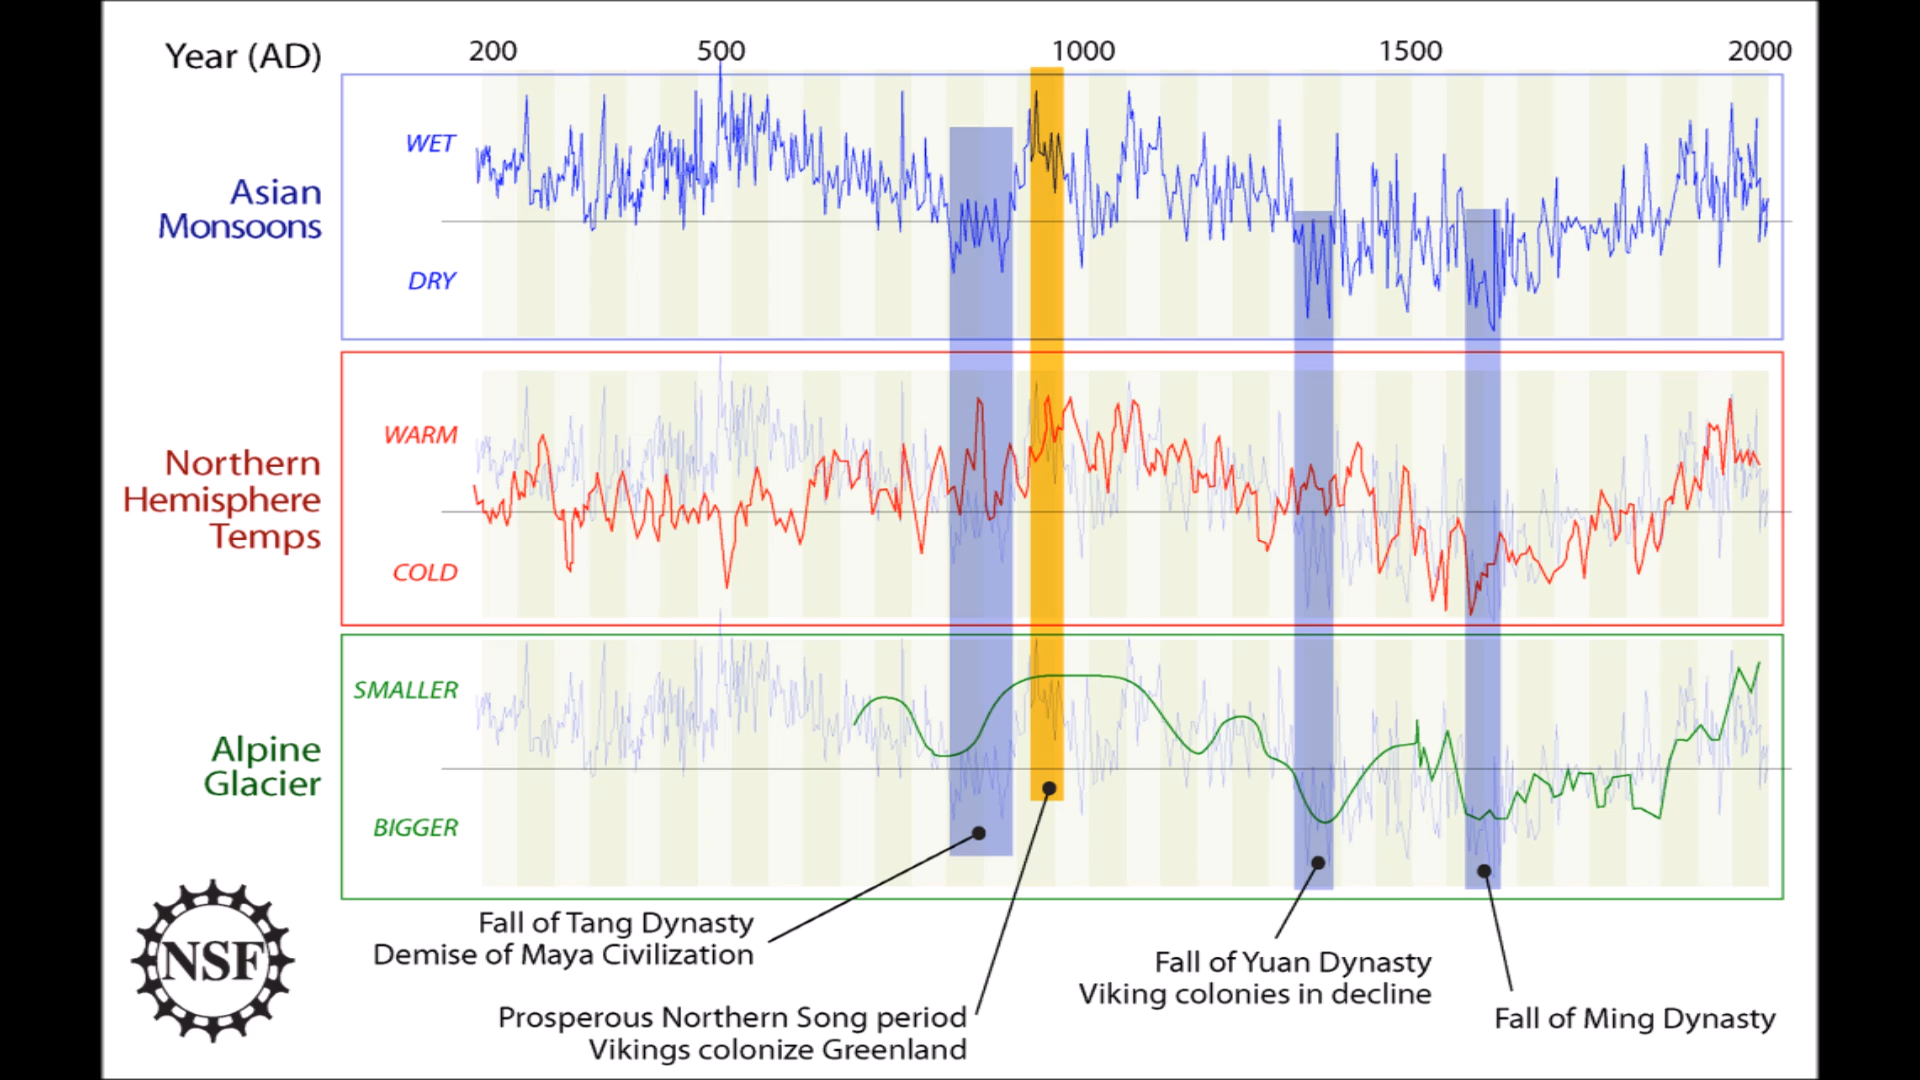 Year (AD) 200 500 1000 1500 2000
WET
Asian
Monsoons
DRY
WARM
Northern
Hemisphere
Temps
COLD
SMALLER
Alpine
Glacier
BIGGER
NSF
Fall of Tang Dynasty
Demise of Maya Civilization
Prosperous Northern Song period
Vikings colonize Greenland
Fall of Yuan Dynasty
Viking colonies in decline
Fall of Ming Dynasty